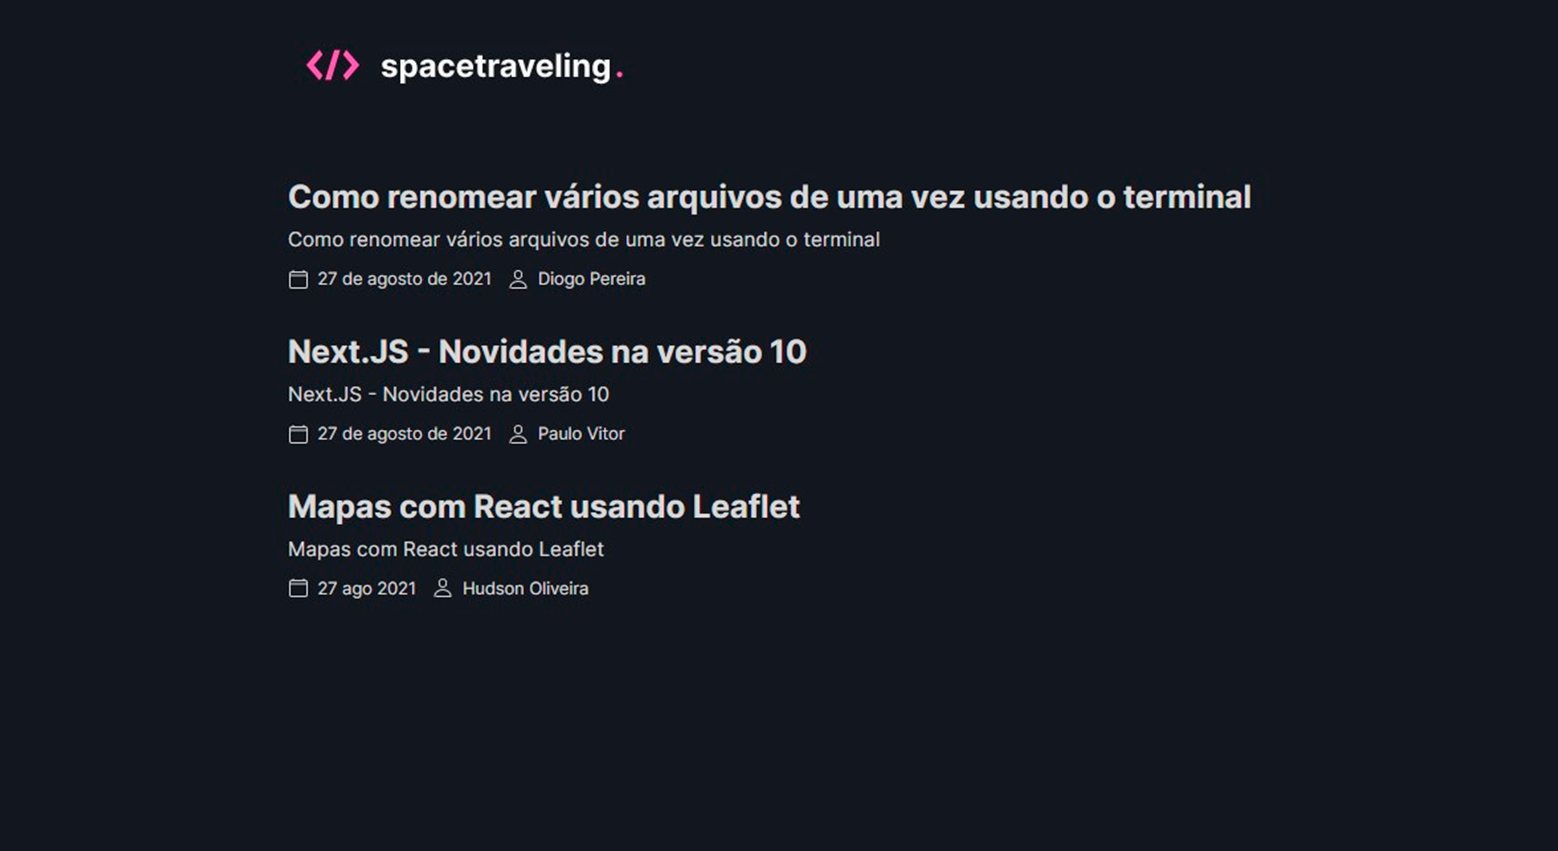 </> spacetraveling.
Como renomear vários arquivos de uma vez usando o terminal
Como renomear vários arquivos de uma vez usando o terminal
27 de agosto de 2021 Diogo Pereira
Next.JS - Novidades na versão 10
Next.JS - Novidades na versão 10
27 de agosto de 2021 Paulo Vitor
Mapas com React usando Leaflet
Mapas com React usando Leaflet
27 ago 2021 Hudson Oliveira